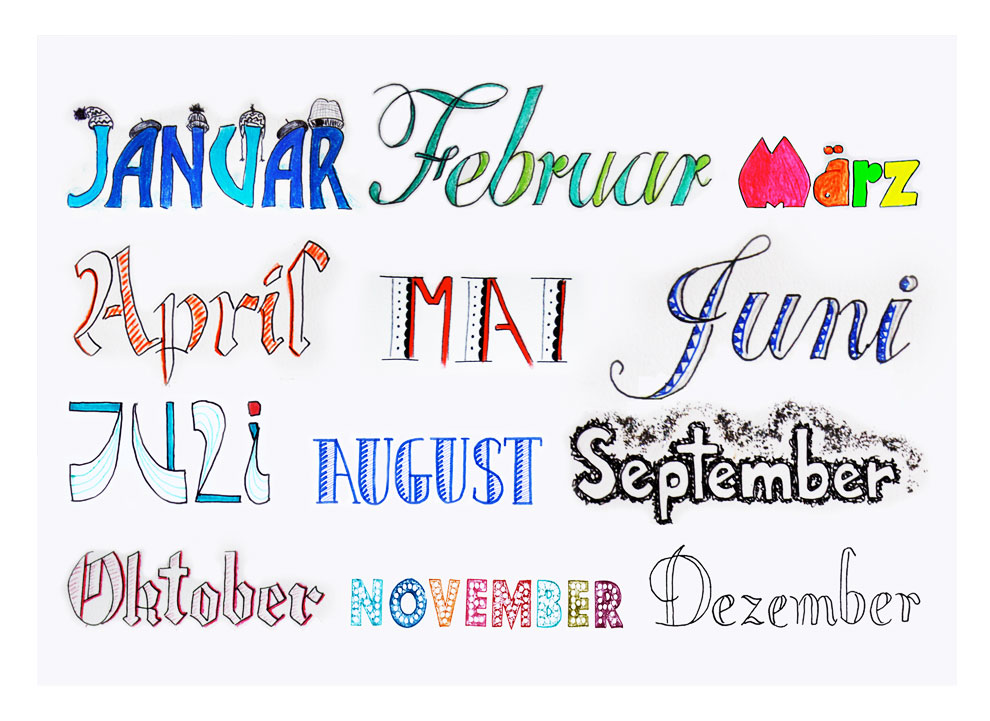 JANUAR Februar März
April MAI Juni
JULi AUGUST September
Oktober NOVEMBER Dezember